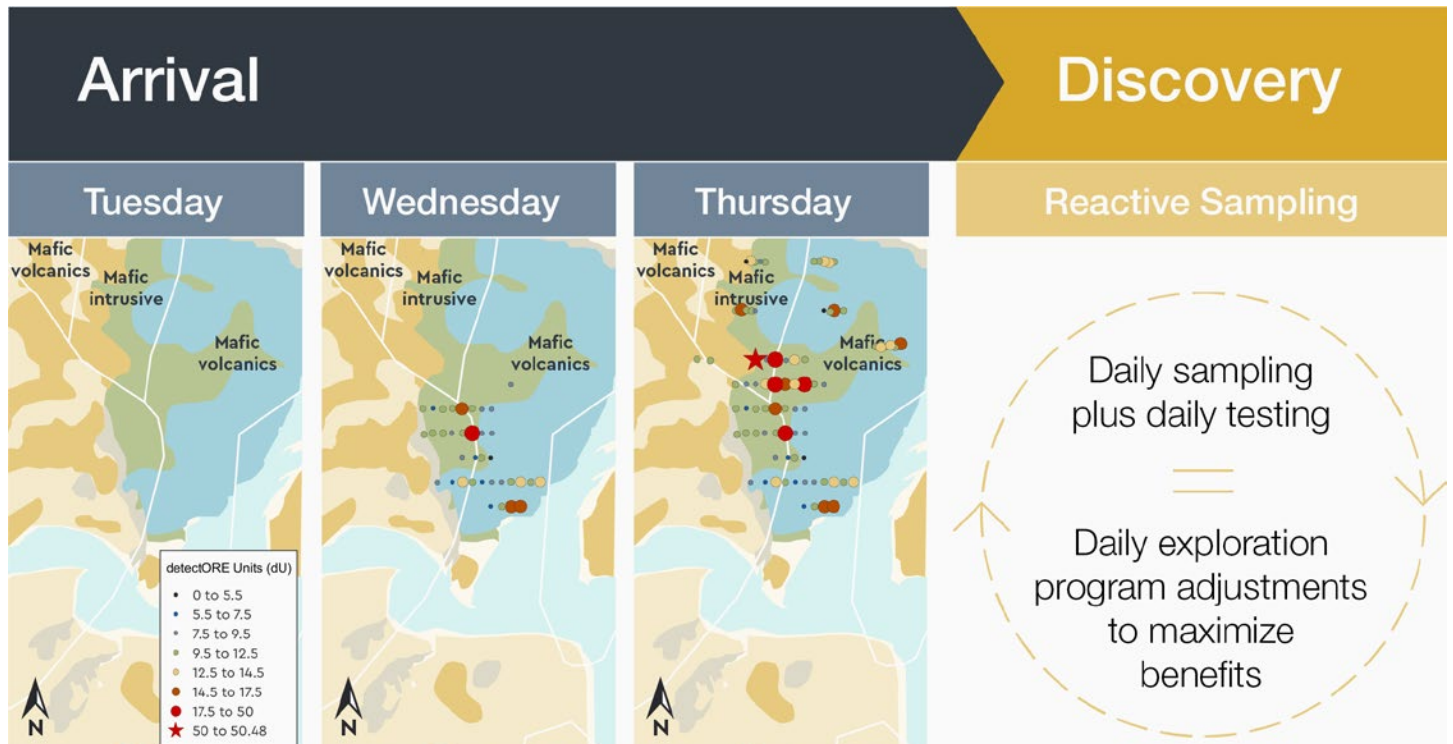 Arrival
Discovery
Tuesday
Wednesday
Thursday
Reactive Sampling
Mafic
volcanics
Mafic
intrusive
Mafic
volcanics
detectORE Units (dU)
0 to 5.5
5.5 to 7.5
7.5 to 9.5
9.5 to 12.5
12.5 to 14.5
14.5 to 17.5
17.5 to 50
50 to 50.48
N
Mafic
volcanics
Mafic
intrusive
Mafic
volcanics
N
Mafic
volcanics
Mafic
intrusive
Mafic
volcanics
N
Daily sampling
plus daily testing
=
Daily exploration
program adjustments
to maximize
benefits